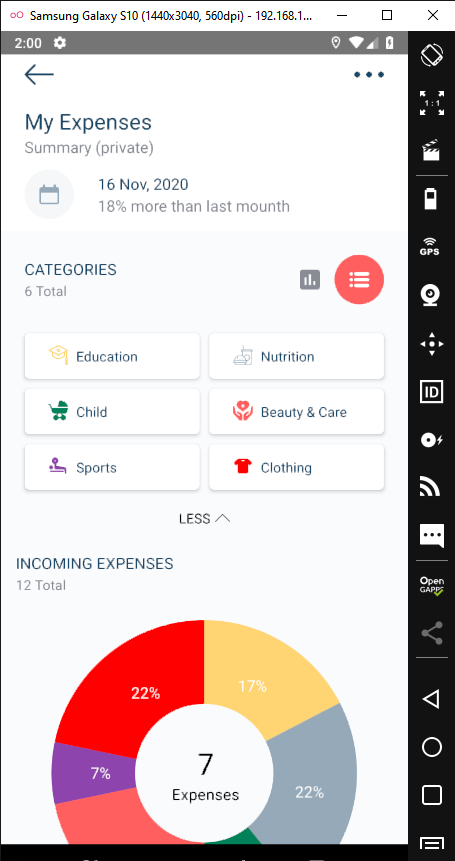 Samsung Galaxy S10 (1440x3040, 560dpi) - 192.168.1...
2:00
My Expenses
Summary (private)
16 Nov, 2020
18% more than last mounth
CATEGORIES
6 Total
Education
Nutrition
Child
Beauty & Care
Sports
Clothing
LESS
INCOMING EXPENSES
12 Total
22%
17%
7%
22%
7
Expenses
1:1
GPS
ID
Open
GAPPS